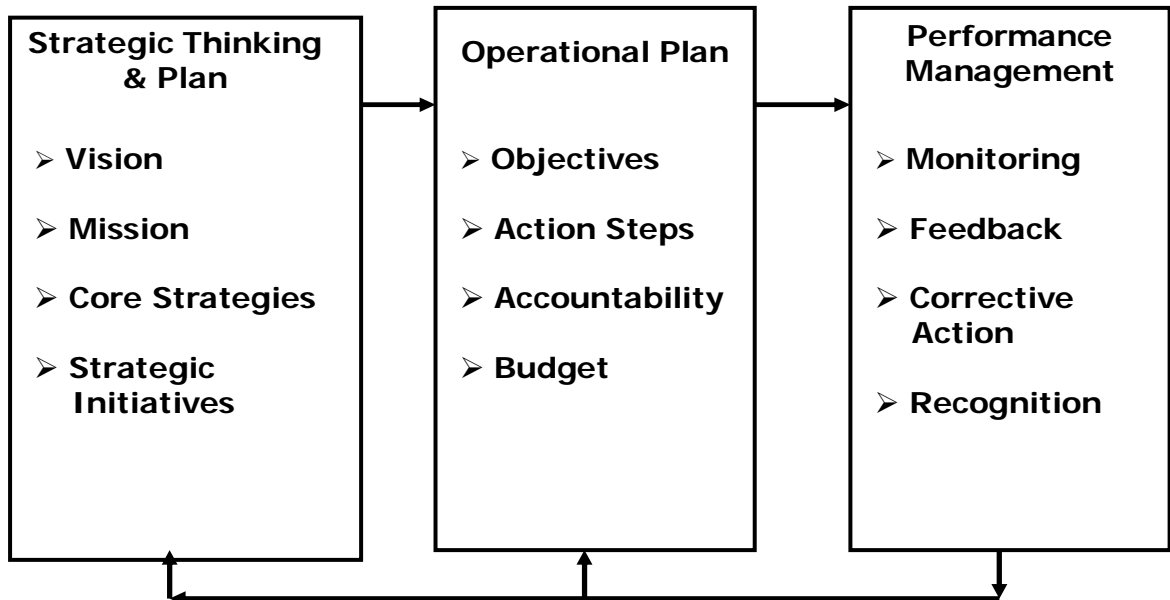 Strategic Thinking
& Plan
➢ Vision
➢ Mission
➢ Core Strategies
➢ Strategic
Initiatives
Operational Plan
➢ Objectives
➢ Action Steps
➢ Accountability
➢ Budget
Performance
Management
➢ Monitoring
➢ Feedback
➢ Corrective
Action
➢ Recognition